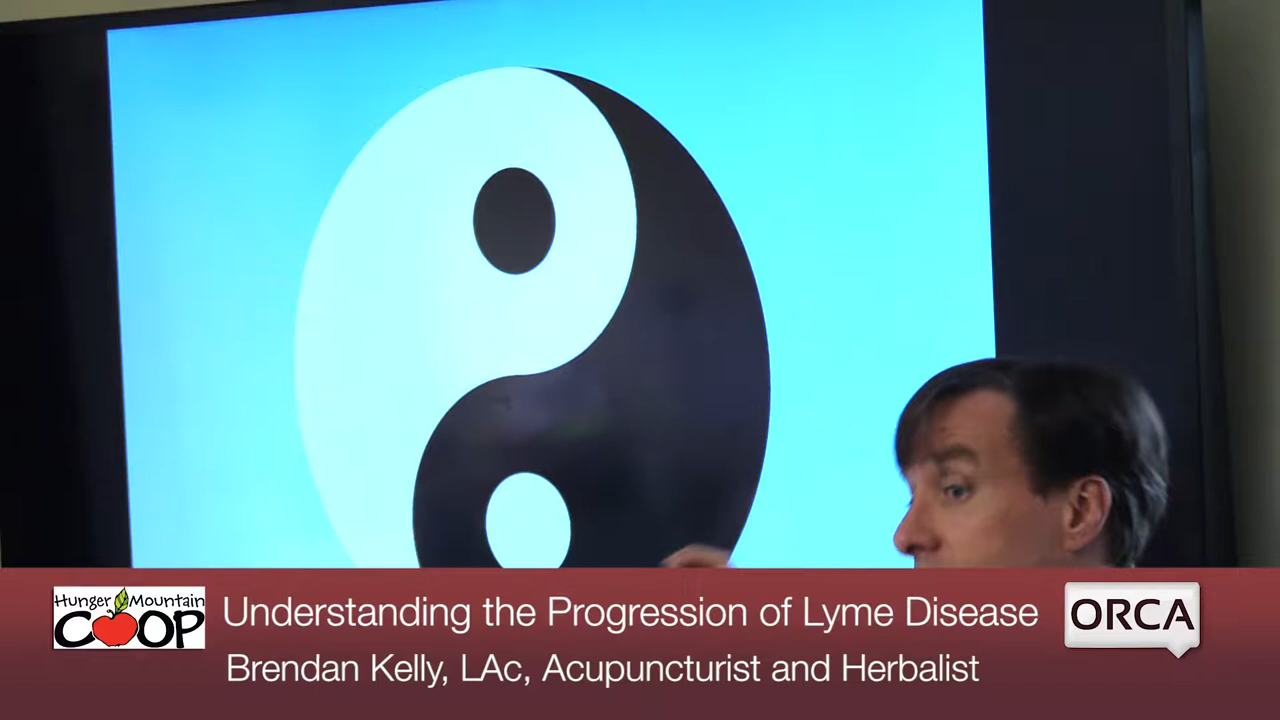 Hunger Mountain
COOP
Understanding the Progression of Lyme Disease
ORCA
Brendan Kelly, LAc, Acupuncturist and Herbalist